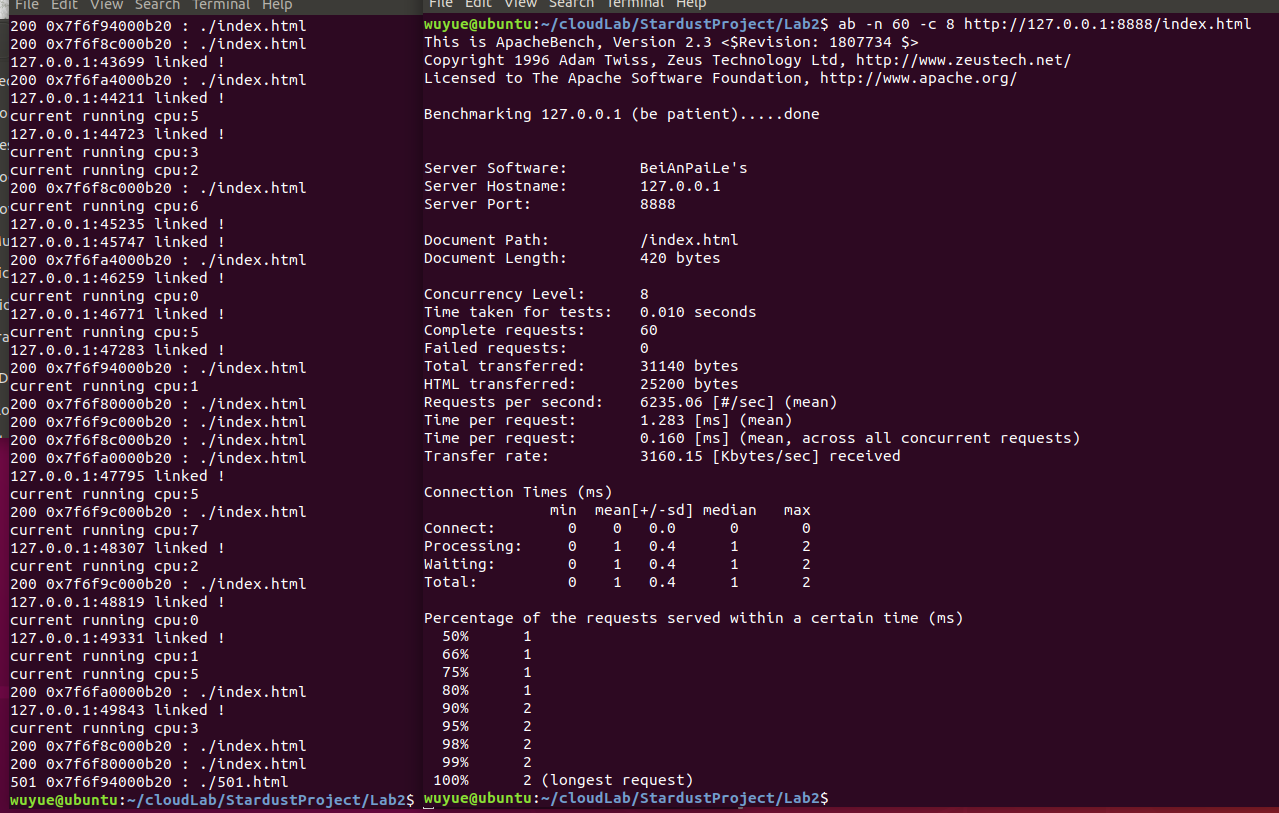 File Edit View Search Terminal Help
200 0x7f6f94000b20 : ./index.html
200 0x7f6f8c000b20 : ./index.html
127.0.0.1:43699 linked !
200 0x7f6fa4000b20 : ./index.html
127.0.0.1:44211 linked !
current running cpu:5
127.0.0.1:44723 linked !
current running cpu:3
current running cpu:2
200 0x7f6f8c000b20 : ./index.html
current running cpu:6
127.0.0.1:45235 linked !
127.0.0.1:45747 linked !
200 0x7f6fa4000b20 : ./index.html
127.0.0.1:46259 linked !
current running cpu:0
127.0.0.1:46771 linked !
current running cpu:5
127.0.0.1:47283 linked !
200 0x7f6f94000b20 : ./index.html
current running cpu:1
200 0x7f6f80000b20 : ./index.html
200 0x7f6f9c000b20 : ./index.html
200 0x7f6f8c000b20 : ./index.html
200 0x7f6fa0000b20 : ./index.html
127.0.0.1:47795 linked !
current running cpu:5
200 0x7f6f9c000b20 : ./index.html
current running cpu:7
127.0.0.1:48307 linked !
current running cpu:2
200 0x7f6f9c000b20 : ./index.html
127.0.0.1:48819 linked !
current running cpu:0
127.0.0.1:49331 linked !
current running cpu:1
current running cpu:5
200 0x7f6fa0000b20 : ./index.html
127.0.0.1:49843 linked !
current running cpu:3
200 0x7f6f8c000b20 : ./index.html
200 0x7f6f80000b20 : ./index.html
501 0x7f6f94000b20 : ./501.html
wuyue@ubuntu:~/cloudLab/StardustProject/Lab2$
File Edit View Search Terminal Help
wuyue@ubuntu:~/cloudLab/StardustProject/Lab2$ ab -n 60 -c 8 http://127.0.0.1:8888/index.html
This is ApacheBench, Version 2.3 <$Revision: 1807734 $>
Copyright 1996 Adam Twiss, Zeus Technology Ltd, http://www.zeustech.net/
Licensed to The Apache Software Foundation, http://www.apache.org/
Benchmarking 127.0.0.1 (be patient).....done
Server Software: BeiAnPaiLe's
Server Hostname: 127.0.0.1
Server Port: 8888
Document Path: /index.html
Document Length: 420 bytes
Concurrency Level: 8
Time taken for tests: 0.010 seconds
Complete requests: 60
Failed requests: 0
Total transferred: 31140 bytes
HTML transferred: 25200 bytes
Requests per second: 6235.06 [#/sec] (mean)
Time per request: 1.283 [ms] (mean)
Time per request: 0.160 [ms] (mean, across all concurrent requests)
Transfer rate: 3160.15 [Kbytes/sec] received
Connection Times (ms)
min mean[+/-sd] median max
Connect: 0 0 0.0 0 0
Processing: 0 1 0.4 1 2
Waiting: 0 1 0.4 1 2
Total: 0 1 0.4 1 2
Percentage of the requests served within a certain time (ms)
50% 1
66% 1
75% 1
80% 1
90% 2
95% 2
98% 2
99% 2
100% 2 (longest request)
wuyue@ubuntu:~/cloudLab/StardustProject/Lab2$